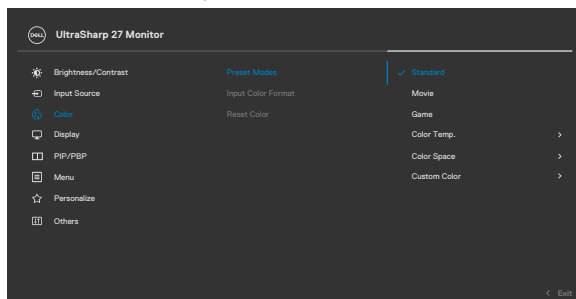 DELL UltraSharp 27 Monitor
Brightness/Contrast Preset Modes Standard
Input Source Input Color Format Movie
Color Reset Color Game
Display Color Temp.
PIP/PBP Color Space
Menu Custom Color
Personalize
Others
Exit